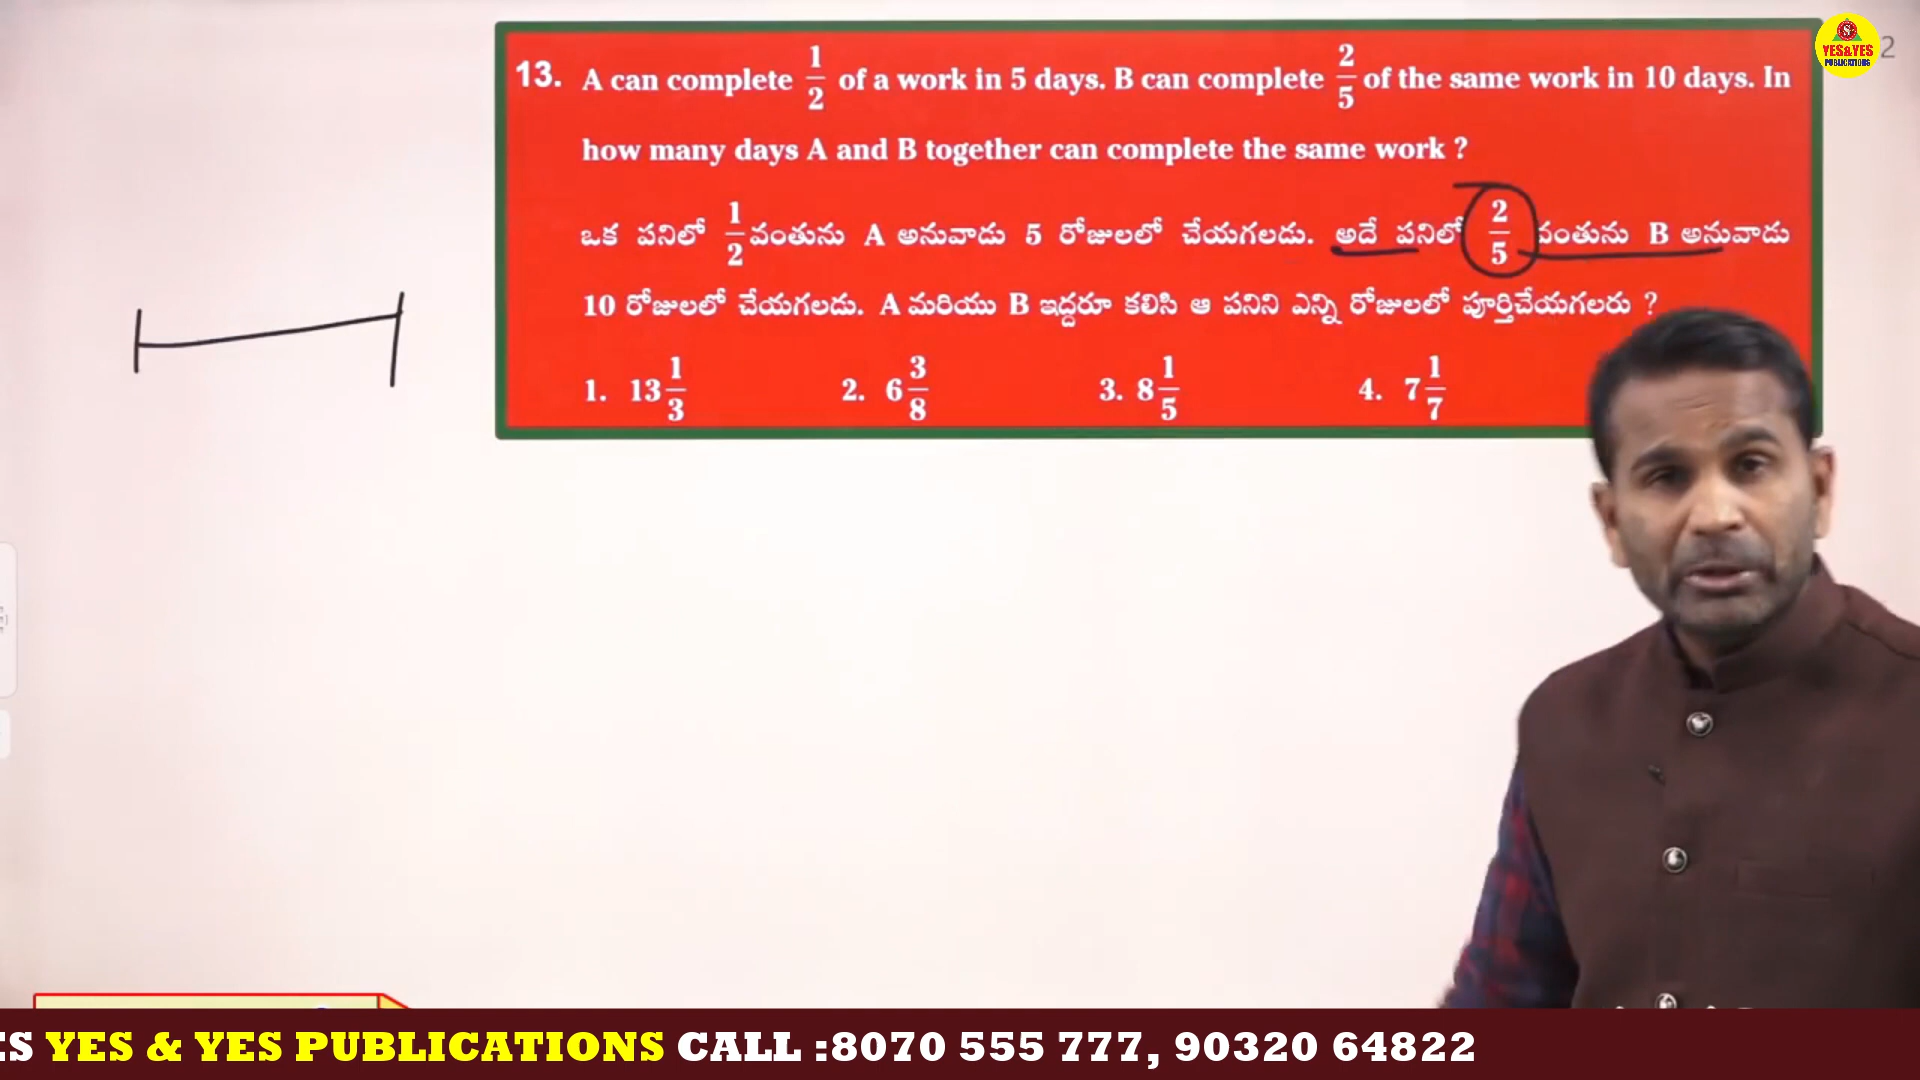 YES&YES
PUBLICATIONS
2
13. A can complete 1/2 of a work in 5 days. B can complete 2/5 of the same work in 10 days. In
how many days A and B together can complete the same work ?
ఒక పనిలో 1/2 వంతును A అనువాడు 5 రోజులలో చేయగలడు. అదే పనిలో 2/5 వంతును B అనువాడు
10 రోజులలో చేయగలడు. A మరియు B ఇద్దరూ కలిసి ఆ పనిని ఎన్ని రోజులలో పూర్తిచేయగలరు ?
1. 13 1/3 2. 6 3/8 3. 8 1/5 4. 7 1/7
ES YES & YES PUBLICATIONS CALL :8070 555 777, 90320 64822